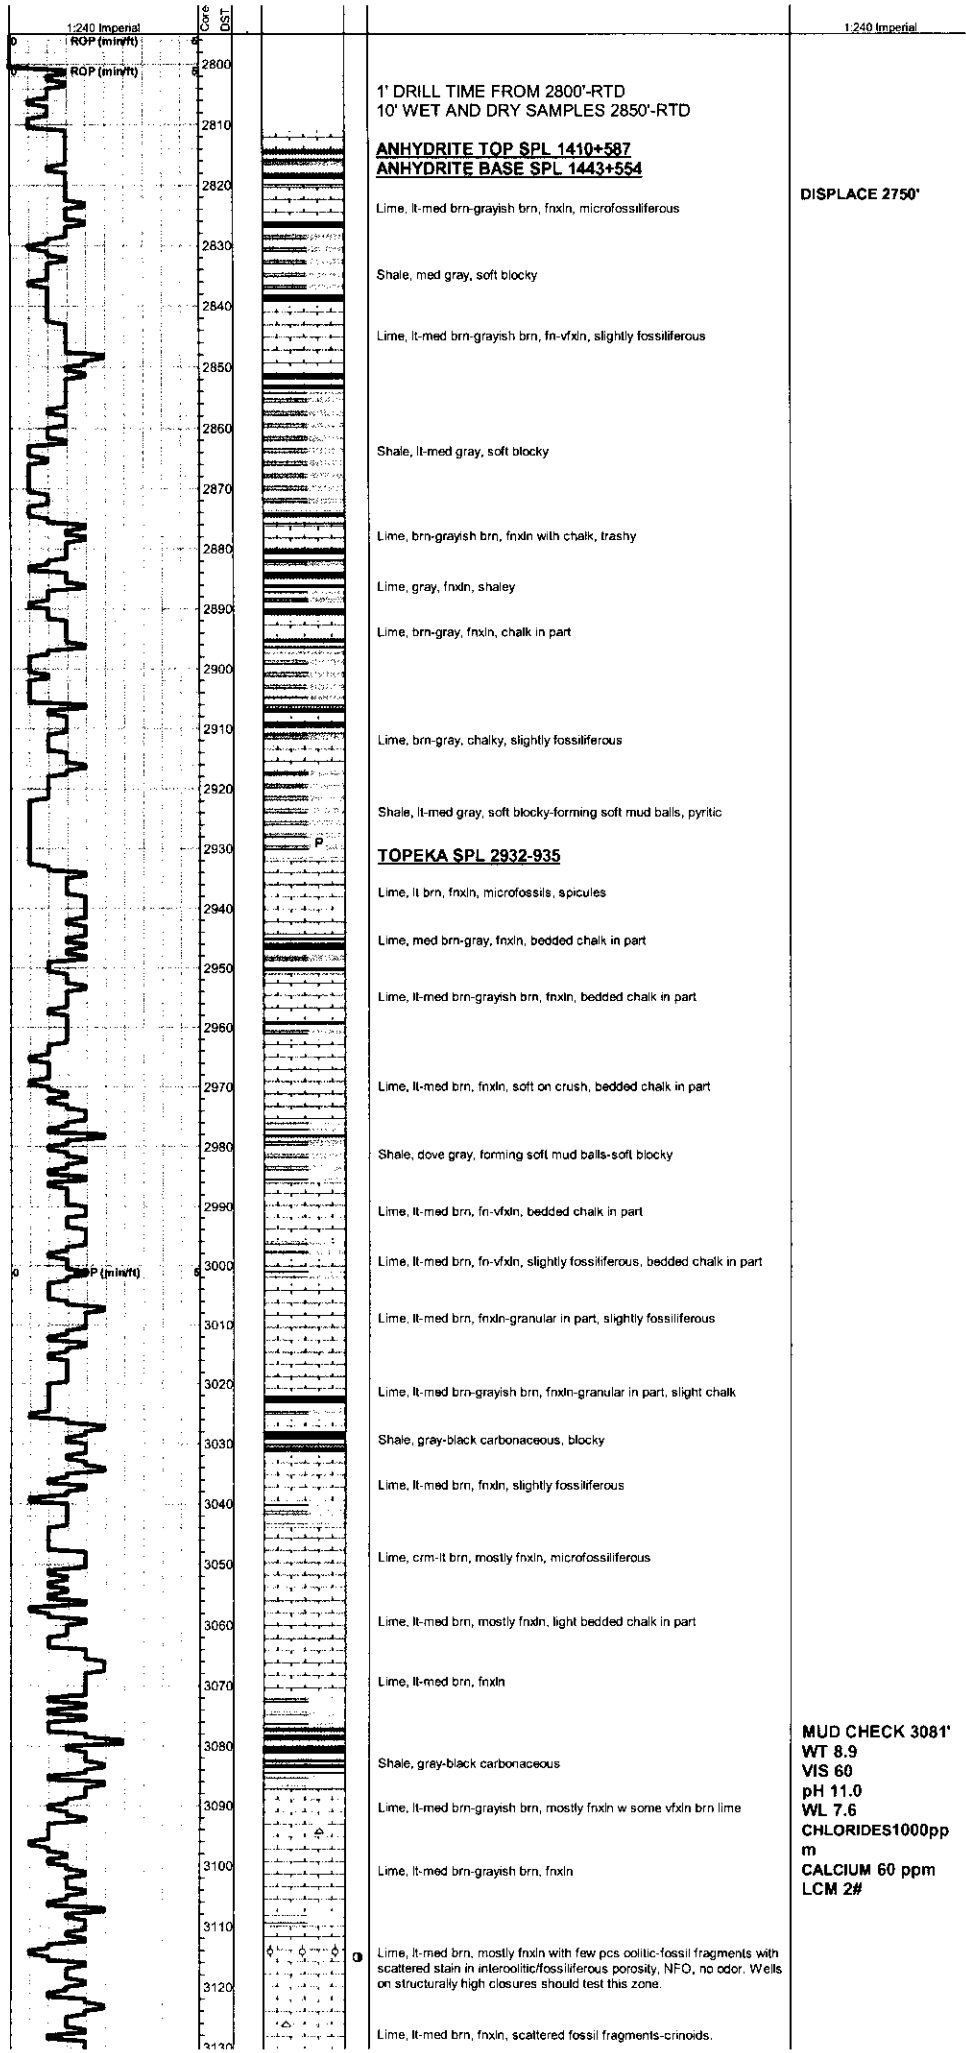 1:240 Imperial
Core
DST
1:240 Imperial
0 ROP (min/ft) 6
0 ROP (min/ft) 6
2800
1' DRILL TIME FROM 2800'-RTD
10' WET AND DRY SAMPLES 2850'-RTD
2810
ANHYDRITE TOP SPL 1410+587
ANHYDRITE BASE SPL 1443+554
2820
DISPLACE 2750'
Lime, lt-med brn-grayish brn, fnxln, microfossiliferous
2830
Shale, med gray, soft blocky
2840
Lime, lt-med brn-grayish brn, fn-vfxln, slightly fossiliferous
2850
2860
Shale, lt-med gray, soft blocky
2870
Lime, brn-grayish brn, fnxln with chalk, trashy
2880
Lime, gray, fnxln, shaley
2890
Lime, brn-gray, fnxln, chalk in part
2900
2910
Lime, brn-gray, chalky, slightly fossiliferous
2920
Shale, lt-med gray, soft blocky-forming soft mud balls, pyritic
P
2930
TOPEKA SPL 2932-935
Lime, lt brn, fnxln, microfossils, spicules
2940
Lime, med brn-gray, fnxln, bedded chalk in part
2950
Lime, lt-med brn-grayish brn, fnxln, bedded chalk in part
2960
2970
Lime, lt-med brn, fnxln, soft on crush, bedded chalk in part
2980
Shale, dove gray, forming soft mud balls-soft blocky
2990
Lime, lt-med brn, fn-vfxln, bedded chalk in part
Lime, lt-med brn, fn-vfxln, slightly fossiliferous, bedded chalk in part
0 P (min/ft) 6
3000
Lime, lt-med brn, fnxln-granular in part, slightly fossiliferous
3010
3020
Lime, lt-med brn-grayish brn, fnxln-granular in part, slight chalk
3030
Shale, gray-black carbonaceous, blocky
Lime, lt-med brn, fnxln, slightly fossiliferous
3040
Lime, crm-lt brn, mostly fnxln, microfossiliferous
3050
3060
Lime, lt-med brn, mostly fnxln, light bedded chalk in part
3070
Lime, lt-med brn, fnxln
3080
Shale, gray-black carbonaceous
MUD CHECK 3081'
WT 8.9
VIS 60
pH 11.0
WL 7.6
CHLORIDES1000pp
m
CALCIUM 60 ppm
LCM 2#
3090
Lime, lt-med brn-grayish brn, mostly fnxln w some vfxln brn lime
3100
Lime, lt-med brn-grayish brn, fnxln
3110
Lime, lt-med brn, mostly fnxln with few pcs oolitic-fossil fragments with
scattered stain in interoolitic/fossiliferous porosity, NFO, no odor. Wells
on structurally high closures should test this zone.
3120
Lime, lt-med brn, fnxln, scattered fossil fragments-crinoids.
3130